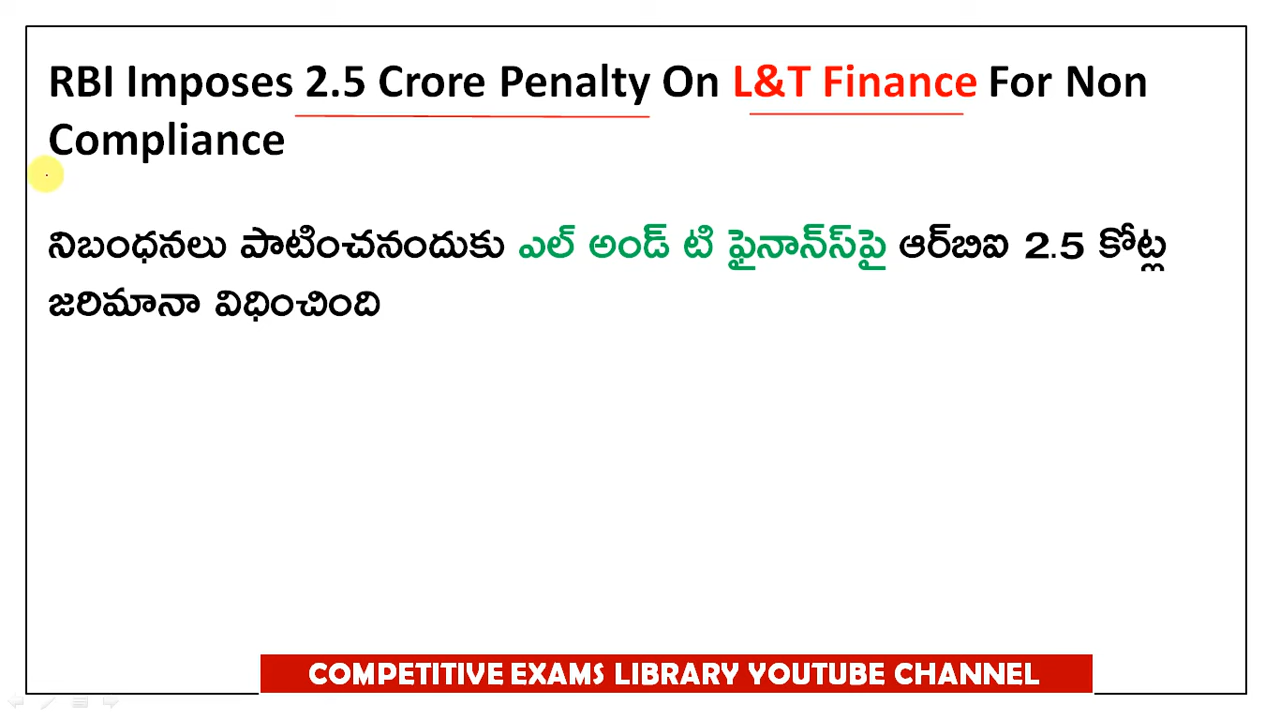 RBI Imposes 2.5 Crore Penalty On L&T Finance For Non
Compliance
నిబంధనలు పాటించనందుకు ఎల్ అండ్ టి ఫైనాన్స్‌పై ఆర్‌బిఐ 2.5 కోట్ల
జరిమానా విధించింది
COMPETITIVE EXAMS LIBRARY YOUTUBE CHANNEL